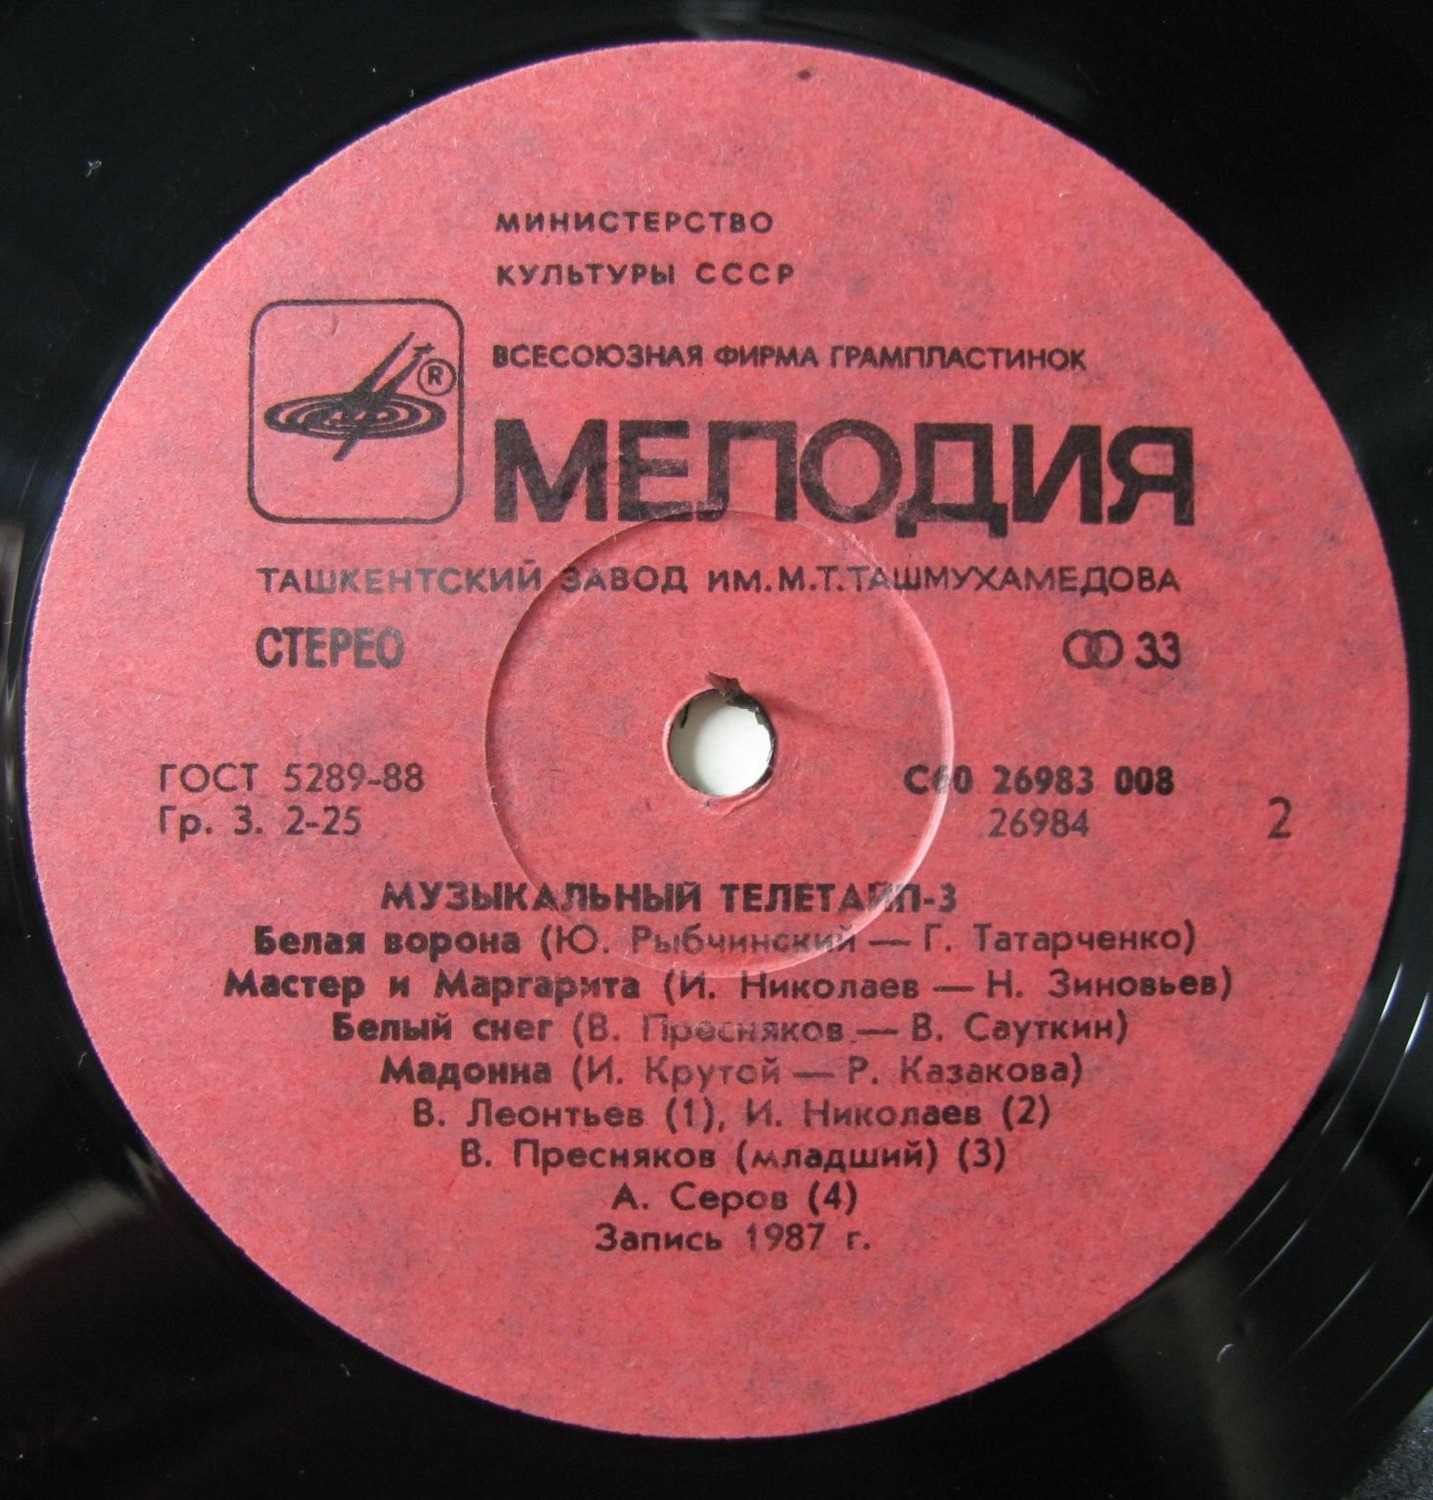 МИНИСТЕРСТВО
КУЛЬТУРЫ СССР
ВСЕСОЮЗНАЯ ФИРМА ГРАМПЛАСТИНОК
®
МЕЛОДИЯ
ТАШКЕНТСКИЙ ЗАВОД ИМ. М.Т. ТАШМУХАМЕДОВА
СТЕРЕО 33
ГОСТ 5289-88 С60 26983 008
Гр. 3. 2-25 26984 2
МУЗЫКАЛЬНЫЙ ТЕЛЕТАЙП-3
Белая ворона (Ю. Рыбчинский — Г. Татарченко)
Мастер и Маргарита (И. Николаев — Н. Зиновьев)
Белый снег (В. Пресняков — В. Сауткин)
Мадонна (И. Крутой — Р. Казакова)
В. Леонтьев (1), И. Николаев (2)
В. Пресняков (младший) (3)
А. Серов (4)
Запись 1987 г.